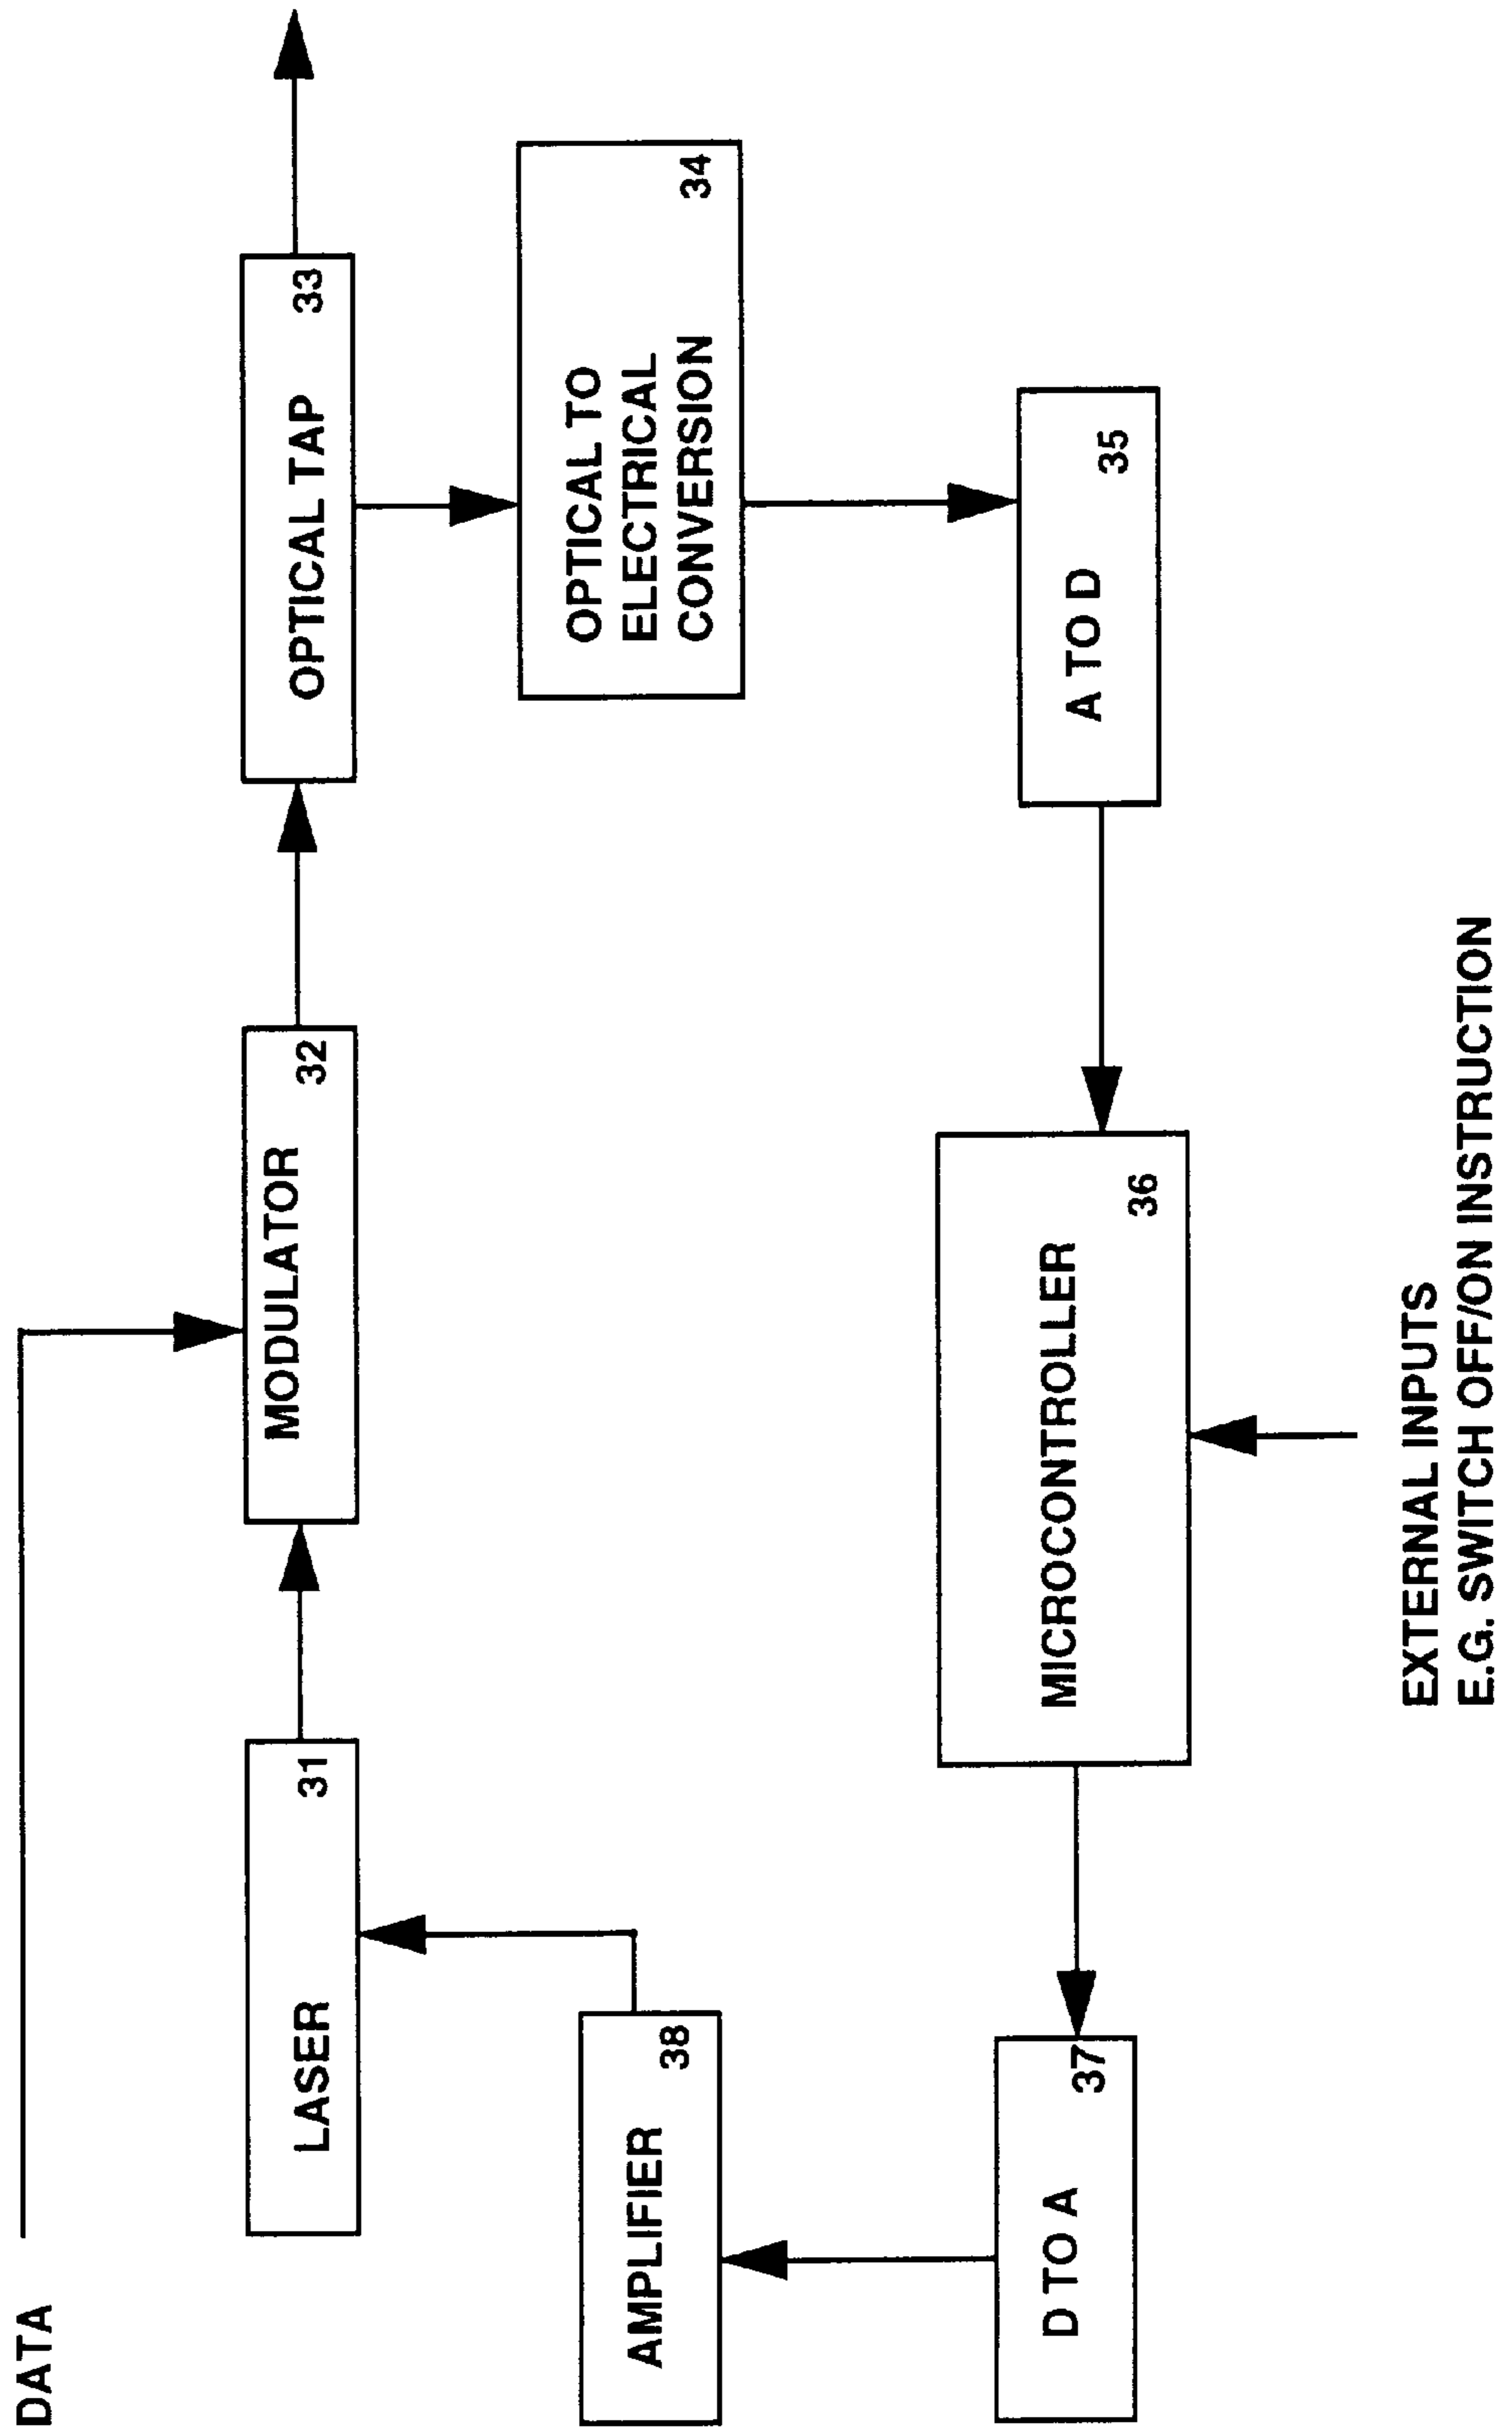 DATA
LASER
31
MODULATOR
32
OPTICAL TAP
33
OPTICAL TO
ELECTRICAL
CONVERSION
34
AMPLIFIER
38
D TO A
37
MICROCONTROLLER
36
A TO D
35
EXTERNAL INPUTS
E.G. SWITCH OFF/ON INSTRUCTION